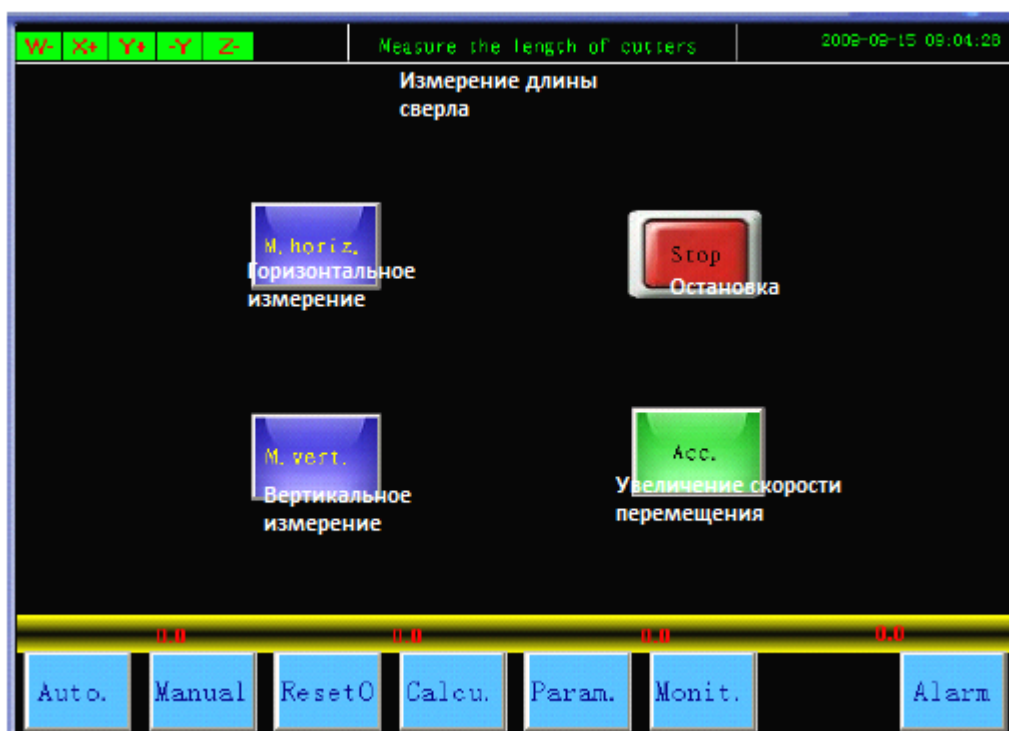 W- X+ Y+ -Y Z- Measure the length of cutters 2009-09-15 09:04:28
Измерение длины
сверла
M.horiz.
Горизонтальное
измерение
Stop
Остановка
M.vert.
Вертикальное
измерение
Acc.
Увеличение скорости
перемещения
0.0 0.0 0.0 0.0
Auto. Manual Reset0 Calcu. Param. Monit. Alarm